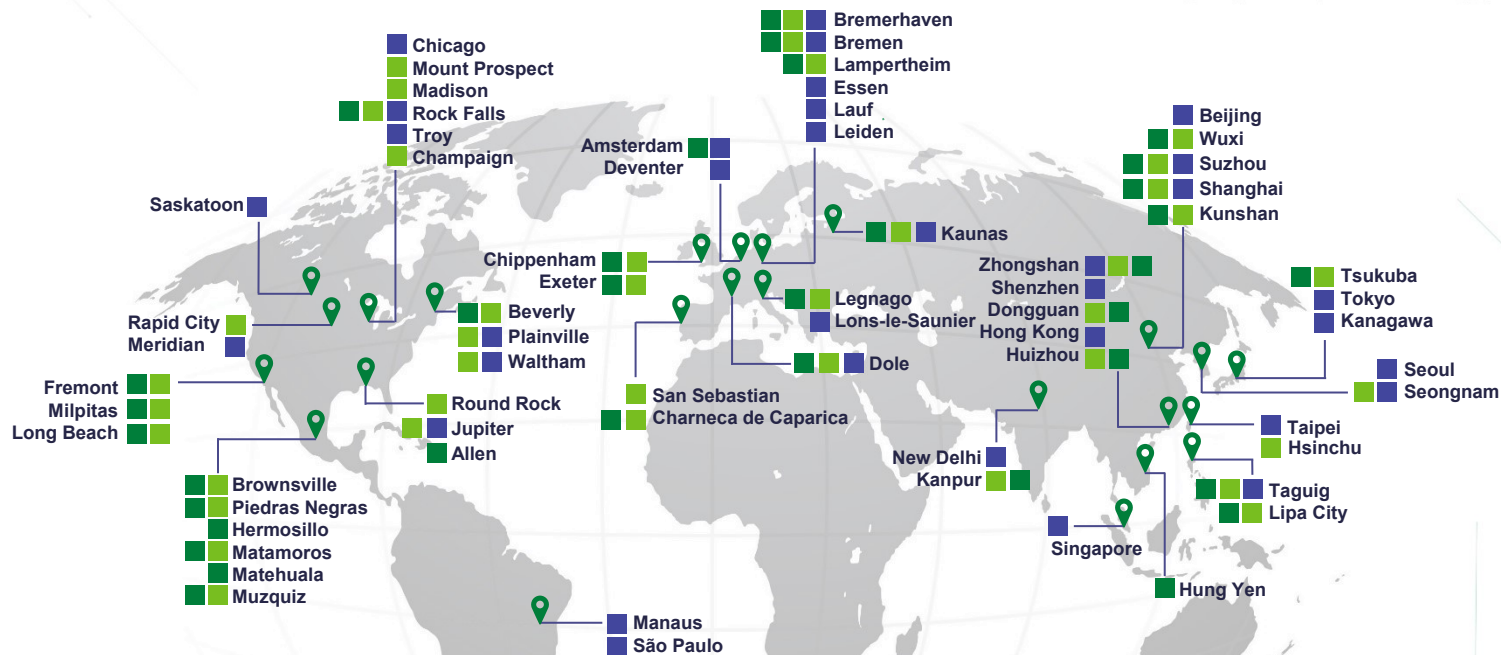 Chicago
Mount Prospect
Madison
Rock Falls
Troy
Champaign
Bremerhaven
Bremen
Lampertheim
Essen
Lauf
Leiden
Amsterdam
Deventer
Beijing
Wuxi
Suzhou
Shanghai
Kunshan
Saskatoon
Kaunas
Chippenham
Exeter
Zhongshan
Shenzhen
Dongguan
Hong Kong
Huizhou
Tsukuba
Tokyo
Kanagawa
Rapid City
Meridian
Beverly
Plainville
Waltham
Legnago
Lons-le-Saunier
Dole
Seoul
Seongnam
Fremont
Milpitas
Long Beach
Round Rock
Jupiter
Allen
San Sebastian
Charneca de Caparica
Taipei
Hsinchu
New Delhi
Kanpur
Taguig
Lipa City
Brownsville
Piedras Negras
Hermosillo
Matamoros
Matehuala
Muzquiz
Singapore
Hung Yen
Manaus
São Paulo